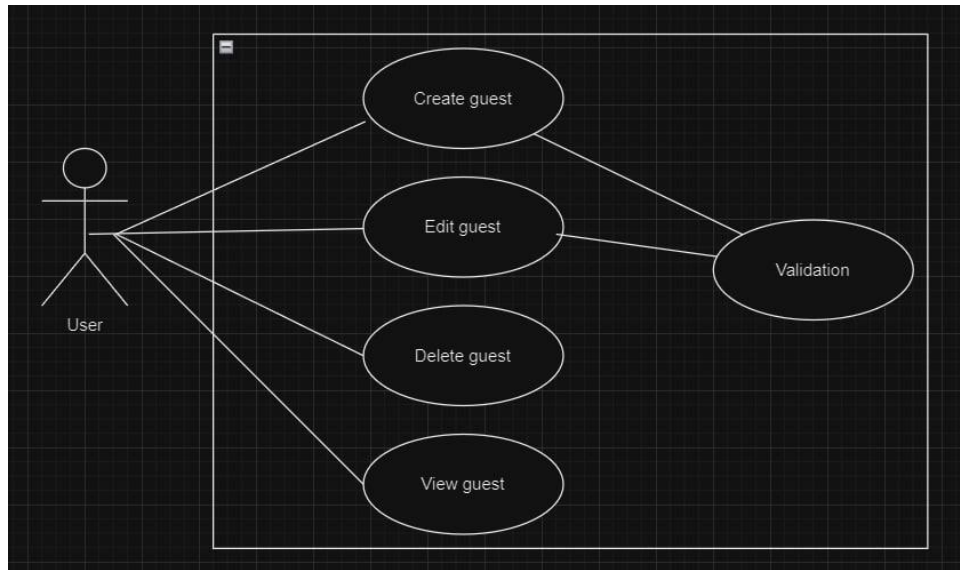 Create guest
Edit guest
Validation
User
Delete guest
View guest